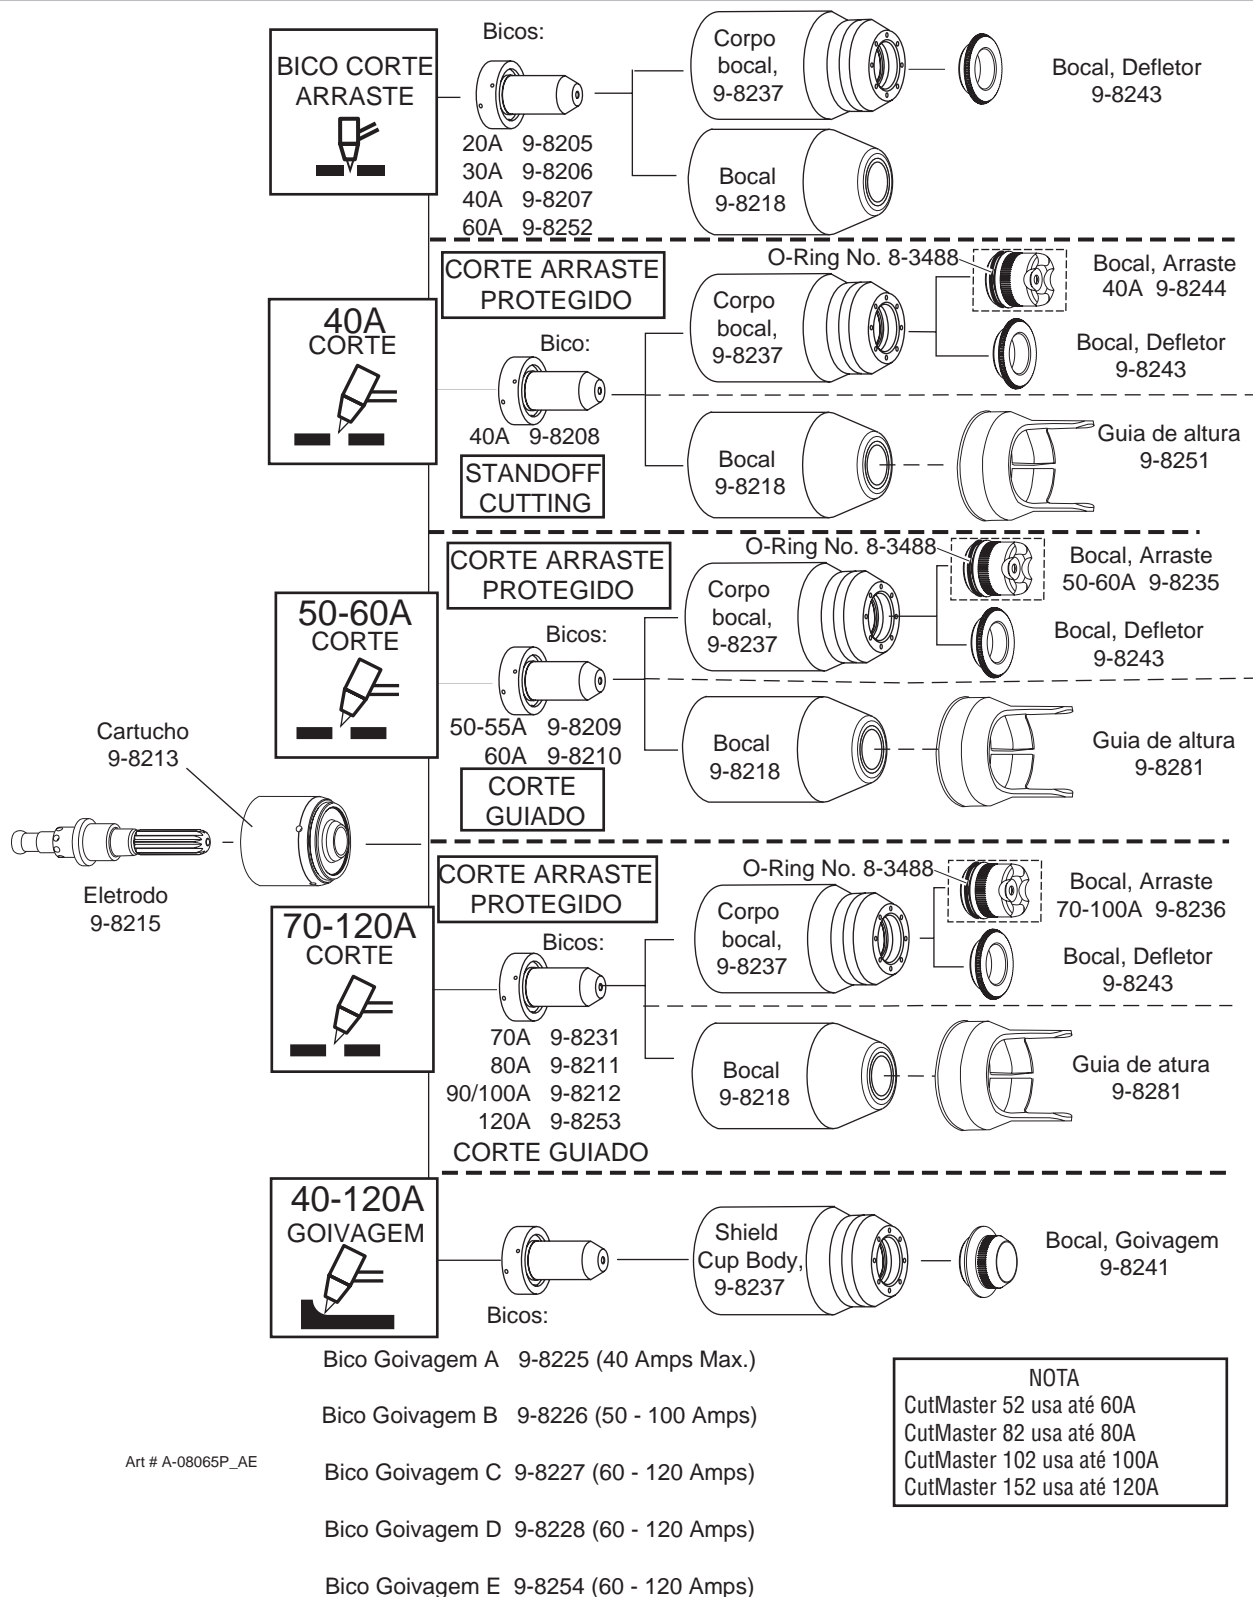 BICO CORTE
ARRASTE
Bicos:
20A 9-8205
30A 9-8206
40A 9-8207
60A 9-8252
Corpo
bocal,
9-8237
Bocal, Defletor
9-8243
Bocal
9-8218
CORTE ARRASTE
PROTEGIDO
40A
CORTE
Bico:
40A 9-8208
STANDOFF
CUTTING
O-Ring No. 8-3488
Corpo
bocal,
9-8237
Bocal, Arraste
40A 9-8244
Bocal, Defletor
9-8243
Bocal
9-8218
Guia de altura
9-8251
CORTE ARRASTE
PROTEGIDO
50-60A
CORTE
Bicos:
50-55A 9-8209
60A 9-8210
CORTE
GUIADO
O-Ring No. 8-3488
Corpo
bocal,
9-8237
Bocal, Arraste
50-60A 9-8235
Bocal, Defletor
9-8243
Bocal
9-8218
Guia de altura
9-8281
Cartucho
9-8213
Eletrodo
9-8215
CORTE ARRASTE
PROTEGIDO
70-120A
CORTE
Bicos:
70A 9-8231
80A 9-8211
90/100A 9-8212
120A 9-8253
CORTE GUIADO
O-Ring No. 8-3488
Corpo
bocal,
9-8237
Bocal, Arraste
70-100A 9-8236
Bocal, Defletor
9-8243
Bocal
9-8218
Guia de atura
9-8281
40-120A
GOIVAGEM
Bicos:
Shield
Cup Body,
9-8237
Bocal, Goivagem
9-8241
Bico Goivagem A 9-8225 (40 Amps Max.)
Bico Goivagem B 9-8226 (50 - 100 Amps)
Bico Goivagem C 9-8227 (60 - 120 Amps)
Bico Goivagem D 9-8228 (60 - 120 Amps)
Bico Goivagem E 9-8254 (60 - 120 Amps)
NOTA
CutMaster 52 usa até 60A
CutMaster 82 usa até 80A
CutMaster 102 usa até 100A
CutMaster 152 usa até 120A
Art # A-08065P_AE